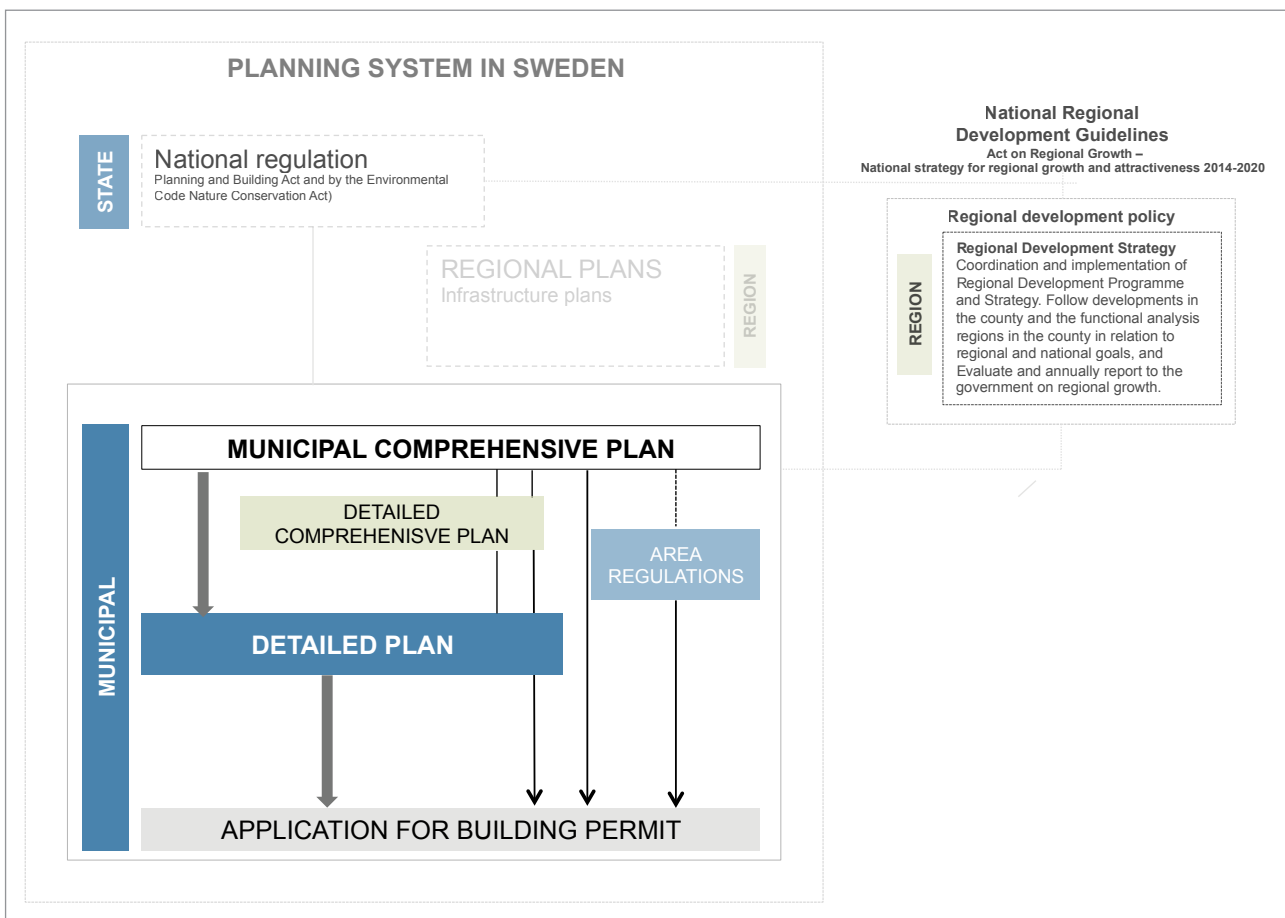 PLANNING SYSTEM IN SWEDEN
STATE
National regulation
Planning and Building Act and by the Environmental
Code Nature Conservation Act)
National Regional
Development Guidelines
Act on Regional Growth –
National strategy for regional growth and attractiveness 2014-2020
REGIONAL PLANS
Infrastructure plans
REGION
Regional development policy
REGION
Regional Development Strategy
Coordination and implementation of
Regional Development Programme
and Strategy. Follow developments in
the county and the functional analysis
regions in the county in relation to
regional and national goals, and
Evaluate and annually report to the
government on regional growth.
MUNICIPAL
MUNICIPAL COMPREHENSIVE PLAN
DETAILED
COMPREHENISVE PLAN
AREA
REGULATIONS
DETAILED PLAN
APPLICATION FOR BUILDING PERMIT